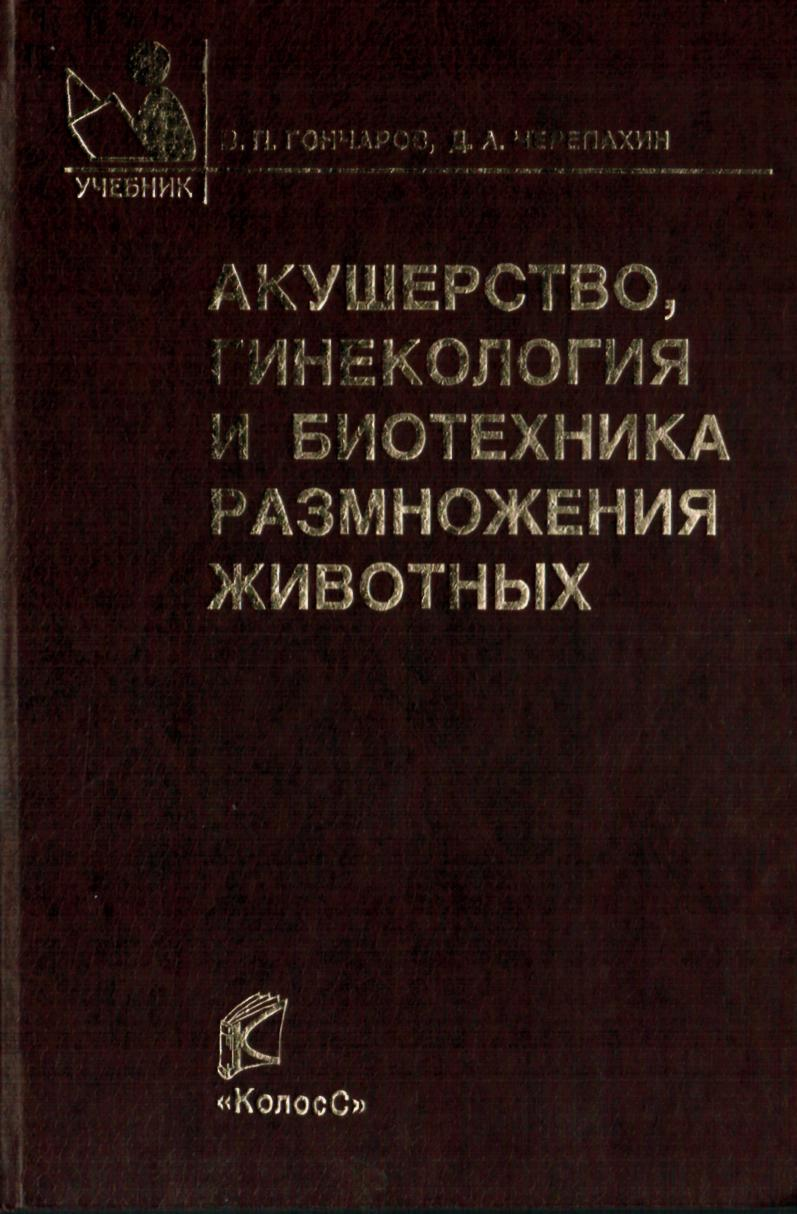 В. П. ГОНЧАРОВ, Д. А. ЧЕРЕПАХИН
УЧЕБНИК
АКУШЕРСТВО,
ГИНЕКОЛОГИЯ
И БИОТЕХНИКА
РАЗМНОЖЕНИЯ
ЖИВОТНЫХ
«КолосС»